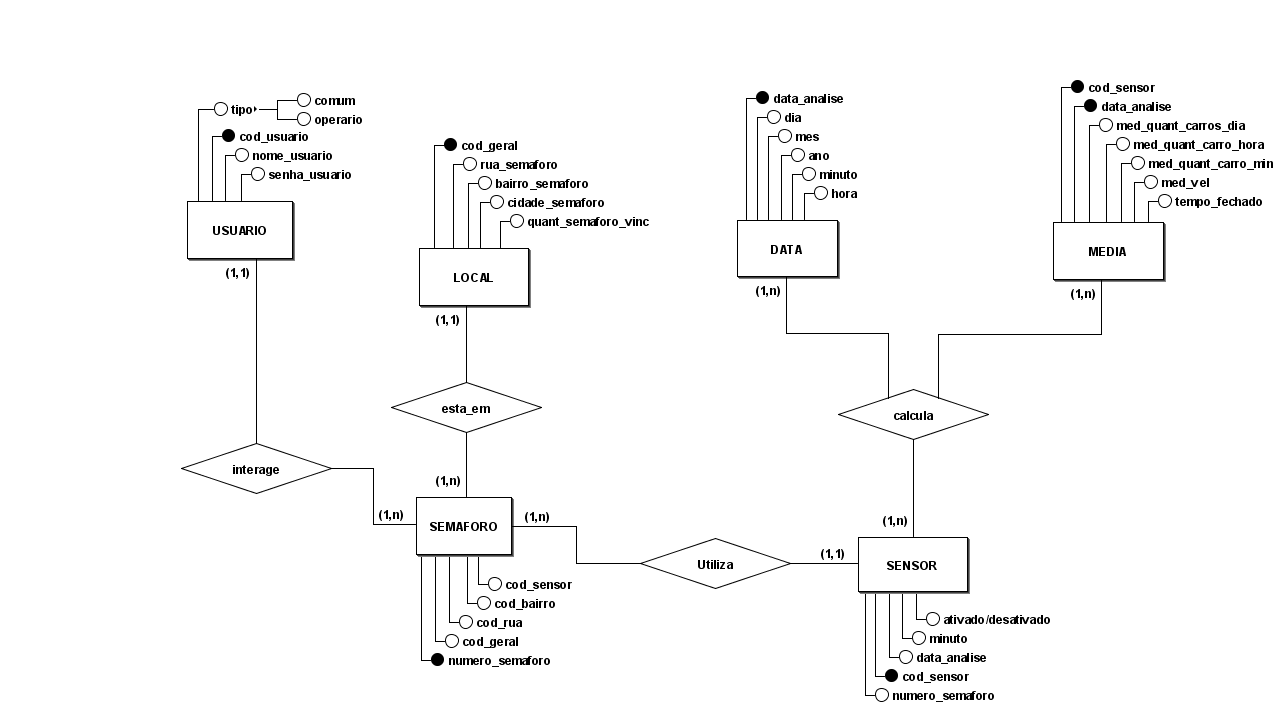 tipo
comum
operario
cod_usuario
nome_usuario
senha_usuario
USUARIO
(1,1)
cod_geral
rua_semaforo
bairro_semaforo
cidade_semaforo
quant_semaforo_vinc
LOCAL
(1,1)
data_analise
dia
mes
ano
minuto
hora
DATA
(1,n)
cod_sensor
data_analise
med_quant_carros_dia
med_quant_carro_hora
med_quant_carro_min
med_vel
tempo_fechado
MEDIA
(1,n)
esta_em
calcula
interage
(1,n)
(1,n)
SEMAFORO
(1,n)
Utiliza
(1,1)
(1,n)
SENSOR
cod_sensor
cod_bairro
cod_rua
cod_geral
numero_semaforo
ativado/desativado
minuto
data_analise
cod_sensor
numero_semaforo